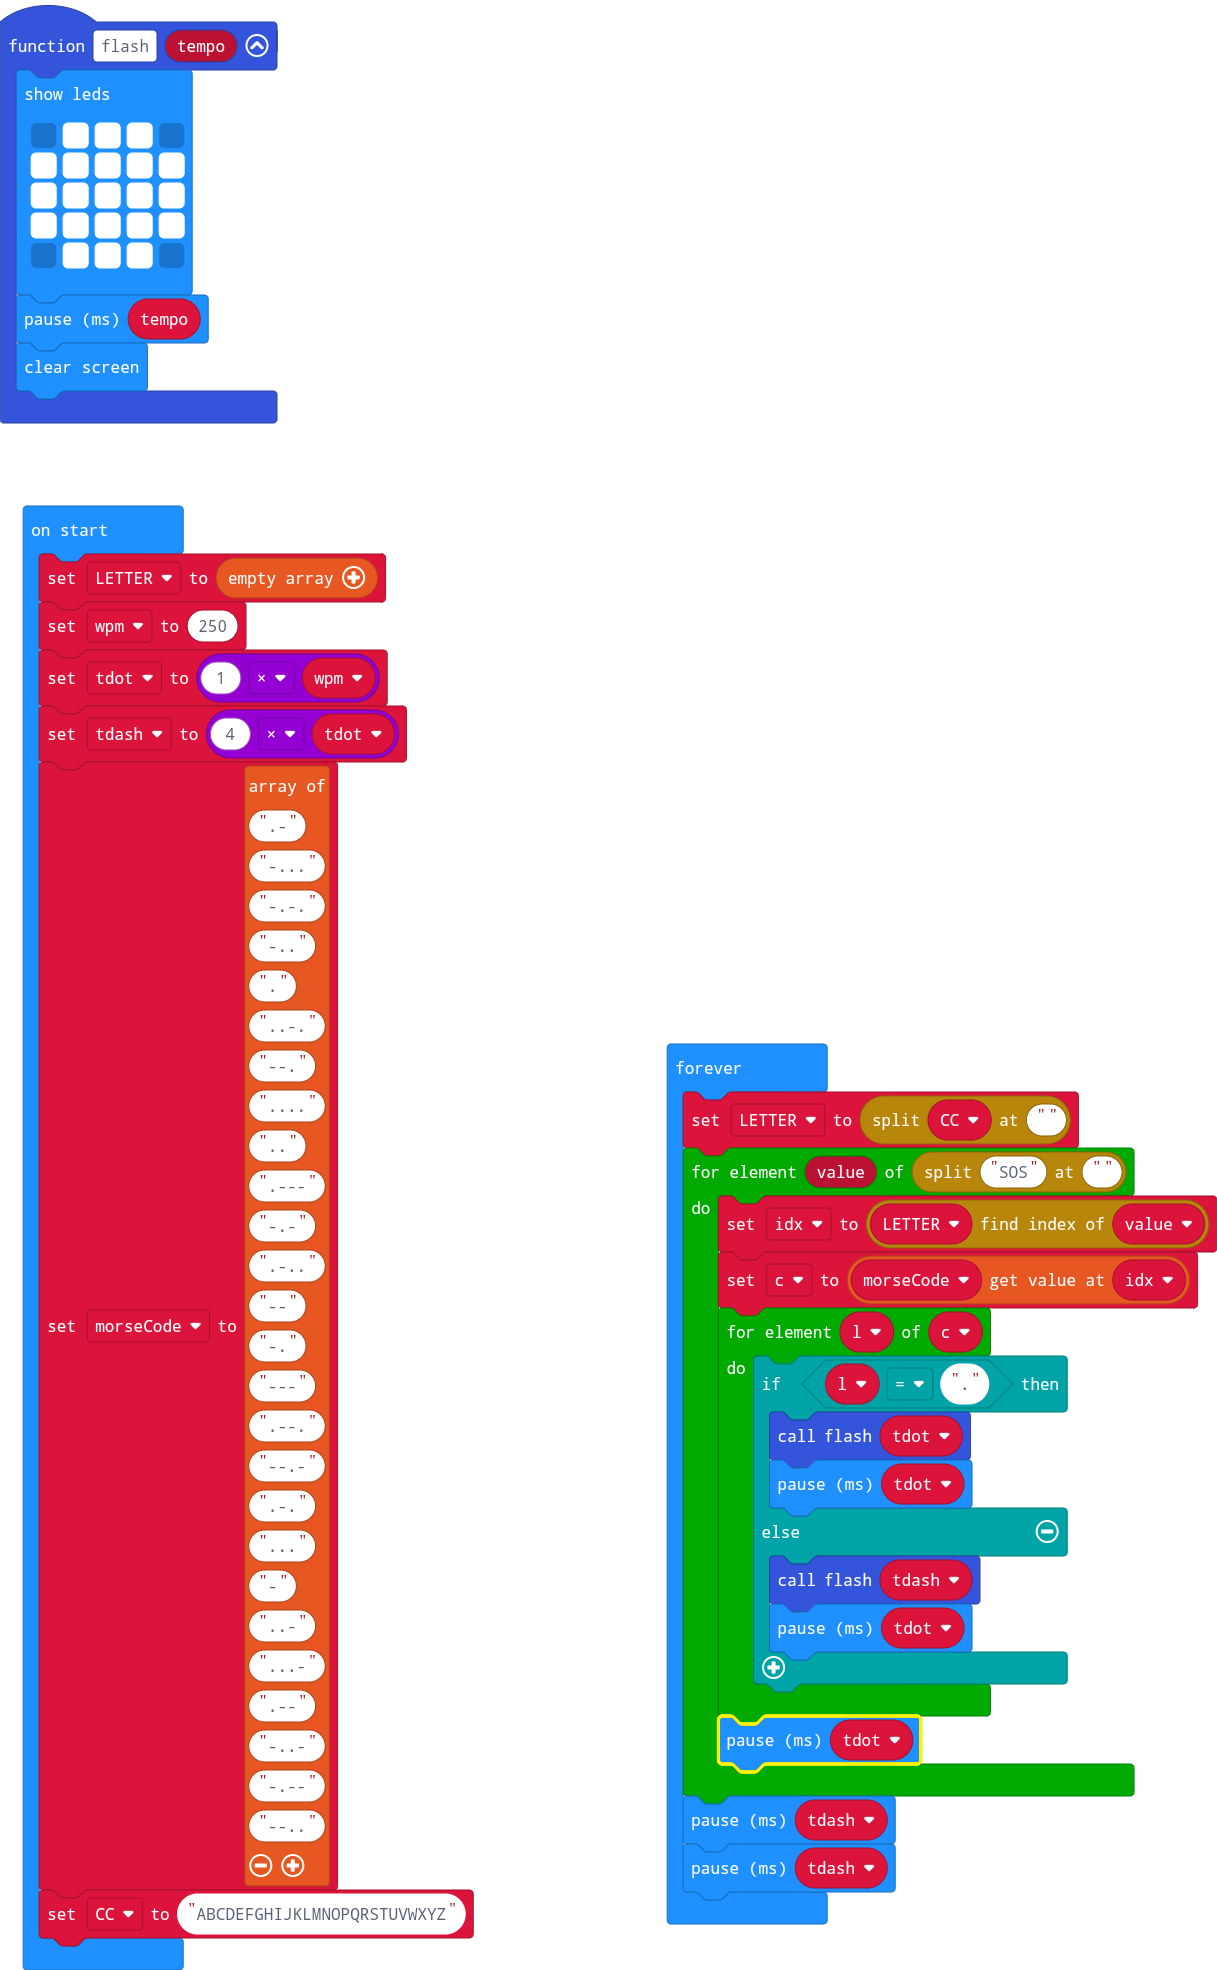 function flash tempo
show leds
pause (ms) tempo
clear screen
on start
set LETTER to empty array
set wpm to 250
set tdot to 1 × wpm
set tdash to 4 × tdot
set morseCode to array of
".-"
"-..."
"-.-."
"-.."
"."
"..-."
"--."
"...."
".."
".---"
"-.-"
".-.."
"--"
"-."
"---"
".--."
"--.-"
".-."
"..."
"-"
"..-"
"...-"
".--"
"-..-"
"-.--"
"--.."
set CC to "ABCDEFGHIJKLMNOPQRSTUVWXYZ"
forever
set LETTER to split CC at ""
for element value of split "SOS" at ""
do set idx to LETTER find index of value
set c to morseCode get value at idx
for element l of c
do if l = "." then
call flash tdot
pause (ms) tdot
else
call flash tdash
pause (ms) tdot
pause (ms) tdot
pause (ms) tdash
pause (ms) tdash